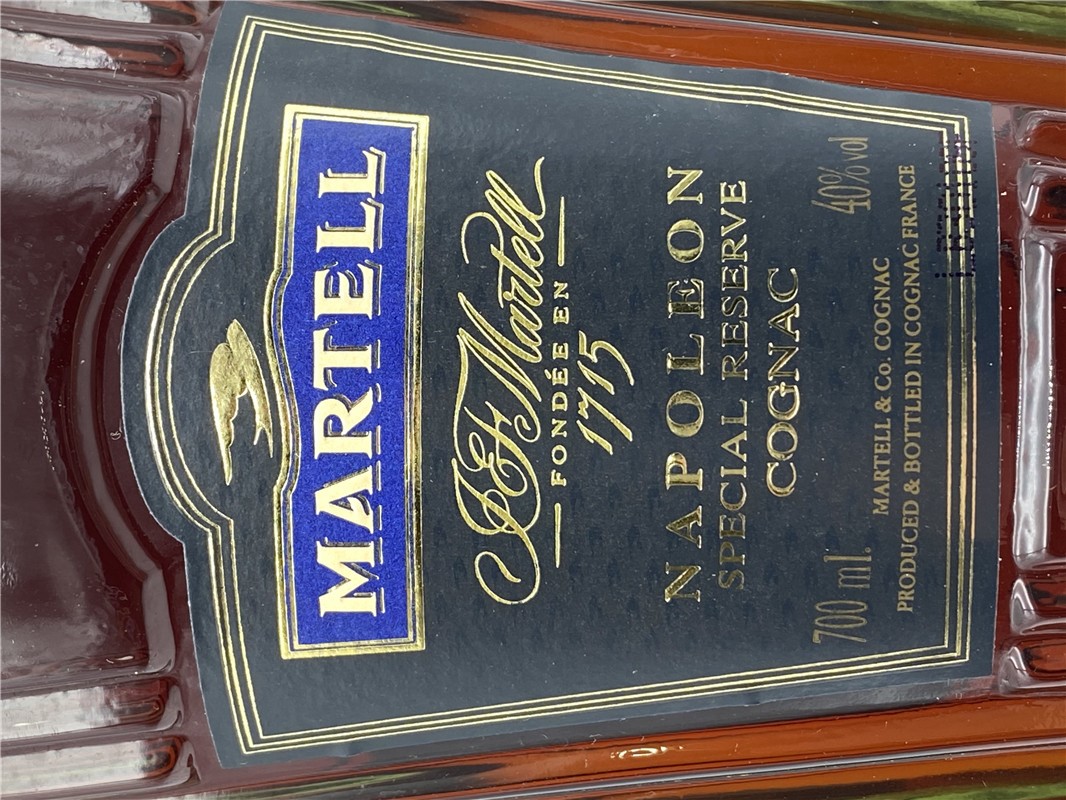 MARTELL
J&F Martell
FONDÉE EN
1715
NAPOLEON
SPECIAL RESERVE
COGNAC
700 ml. 40% vol
MARTELL & Co. COGNAC
PRODUCED & BOTTLED IN COGNAC FRANCE